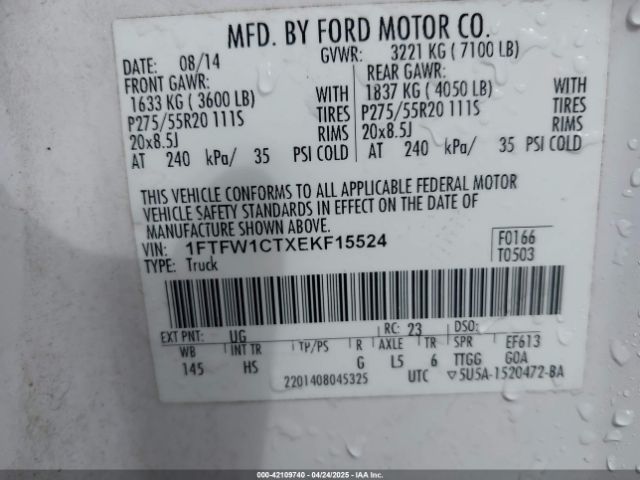 MFD. BY FORD MOTOR CO.
DATE: 08/14 GVWR: 3221 KG ( 7100 LB)
FRONT GAWR: REAR GAWR:
1633 KG ( 3600 LB) WITH 1837 KG ( 4050 LB) WITH
P275/55R20 111S TIRES P275/55R20 111S TIRES
20x8.5J RIMS 20x8.5J RIMS
AT 240 kPa/ 35 PSI COLD AT 240 kPa/ 35 PSI COLD
THIS VEHICLE CONFORMS TO ALL APPLICABLE FEDERAL MOTOR
VEHICLE SAFETY STANDARDS IN EFFECT ON THE DATE OF
MANUFACTURE SHOWN ABOVE.
VIN: 1FTFW1CTXEKF15524 F0166
TYPE: Truck T0503
EXT PNT: UG RC: 23 DSO:
WB INT TR TP/PS R AXLE TR SPR EF613
145 HS G L5 6 TTGG GOA
2201408045325 UTC ▽5U5A-1520472-BA
000-42109740 - 04/24/2025 - IAA, Inc.